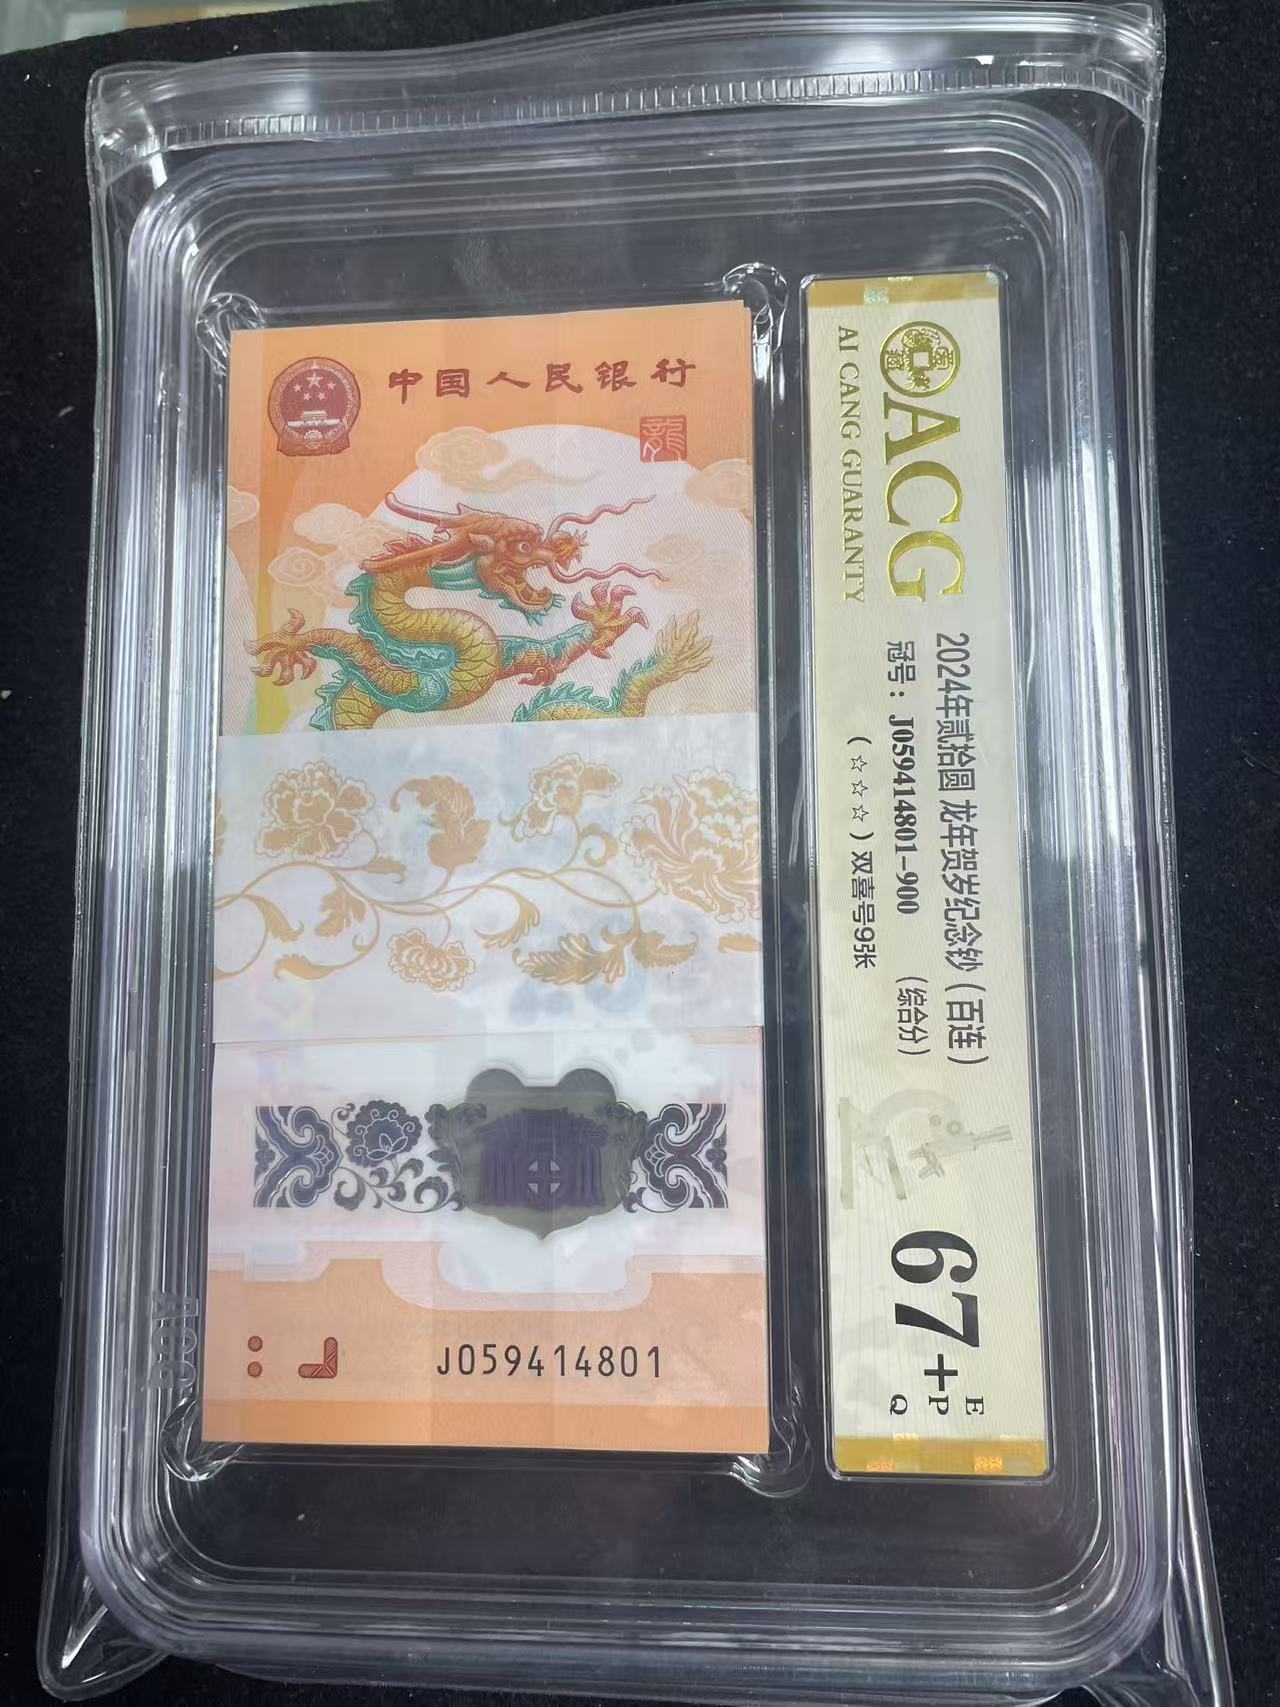 中国人民银行
龍
J059414801
ACG
AI CANG GUARANTY
2024年贰拾圆 龙年贺岁纪念钞（百连）
冠号：J059414801-900 （综合分）
（☆☆☆）双喜号9张
67+
E
P
Q
ACG